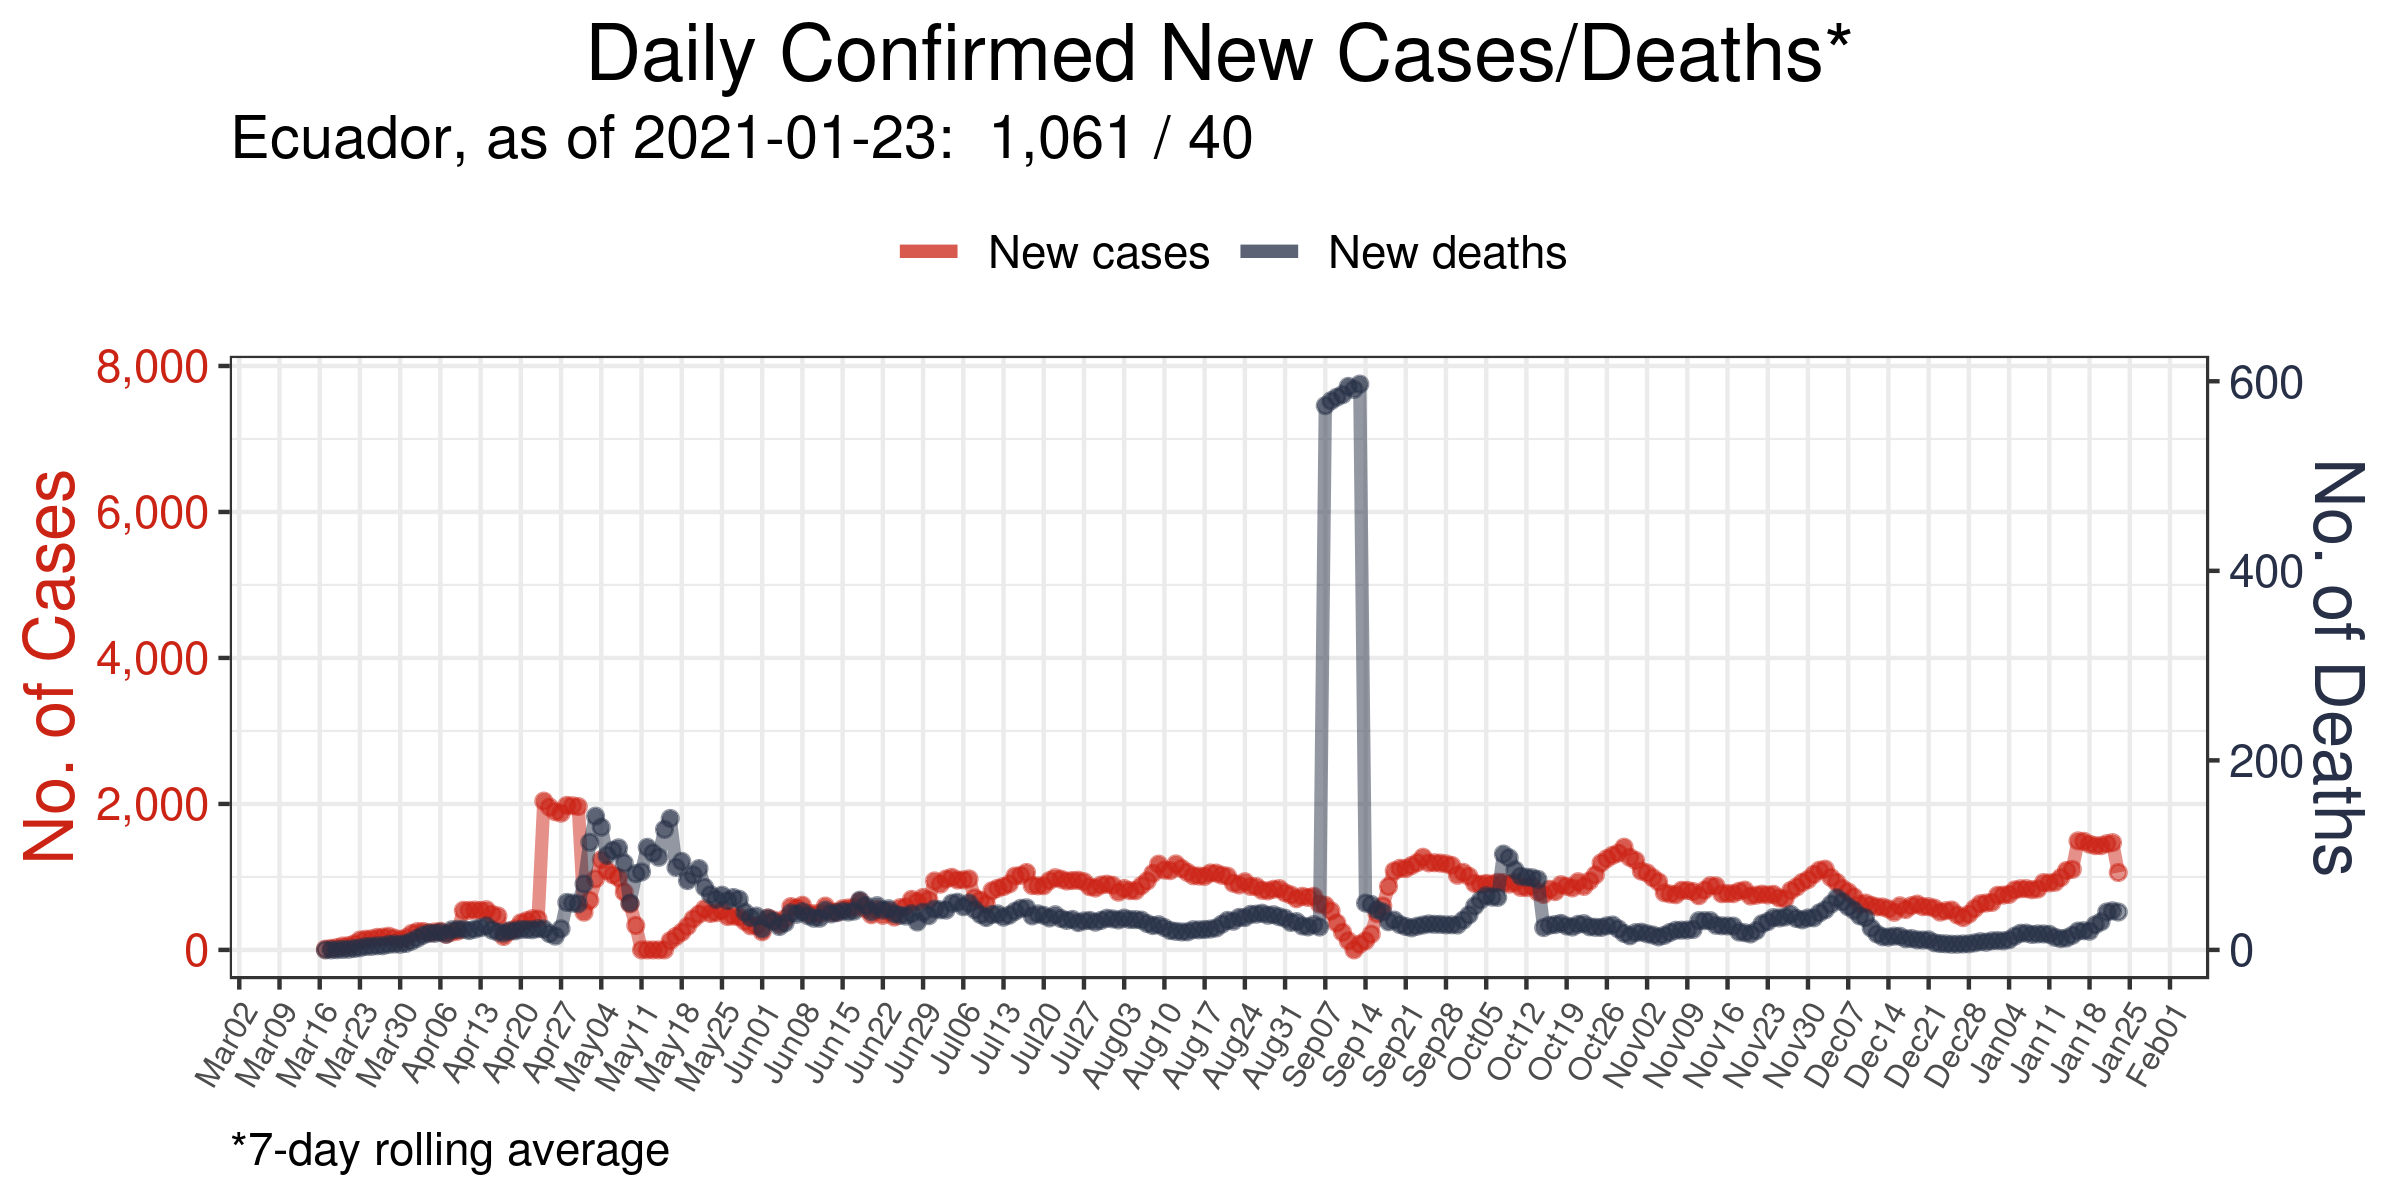 Daily Confirmed New Cases/Deaths*
Ecuador, as of 2021-01-23:  1,061 / 40
New cases
New deaths
No. of Cases
8,000
6,000
4,000
2,000
0
600
400
200
0
No. of Deaths
Mar02
Mar09
Mar16
Mar23
Mar30
Apr06
Apr13
Apr20
Apr27
May04
May11
May18
May25
Jun01
Jun08
Jun15
Jun22
Jun29
Jul06
Jul13
Jul20
Jul27
Aug03
Aug10
Aug17
Aug24
Aug31
Sep07
Sep14
Sep21
Sep28
Oct05
Oct12
Oct19
Oct26
Nov02
Nov09
Nov16
Nov23
Nov30
Dec07
Dec14
Dec21
Dec28
Jan04
Jan11
Jan18
Jan25
Feb01
*7-day rolling average